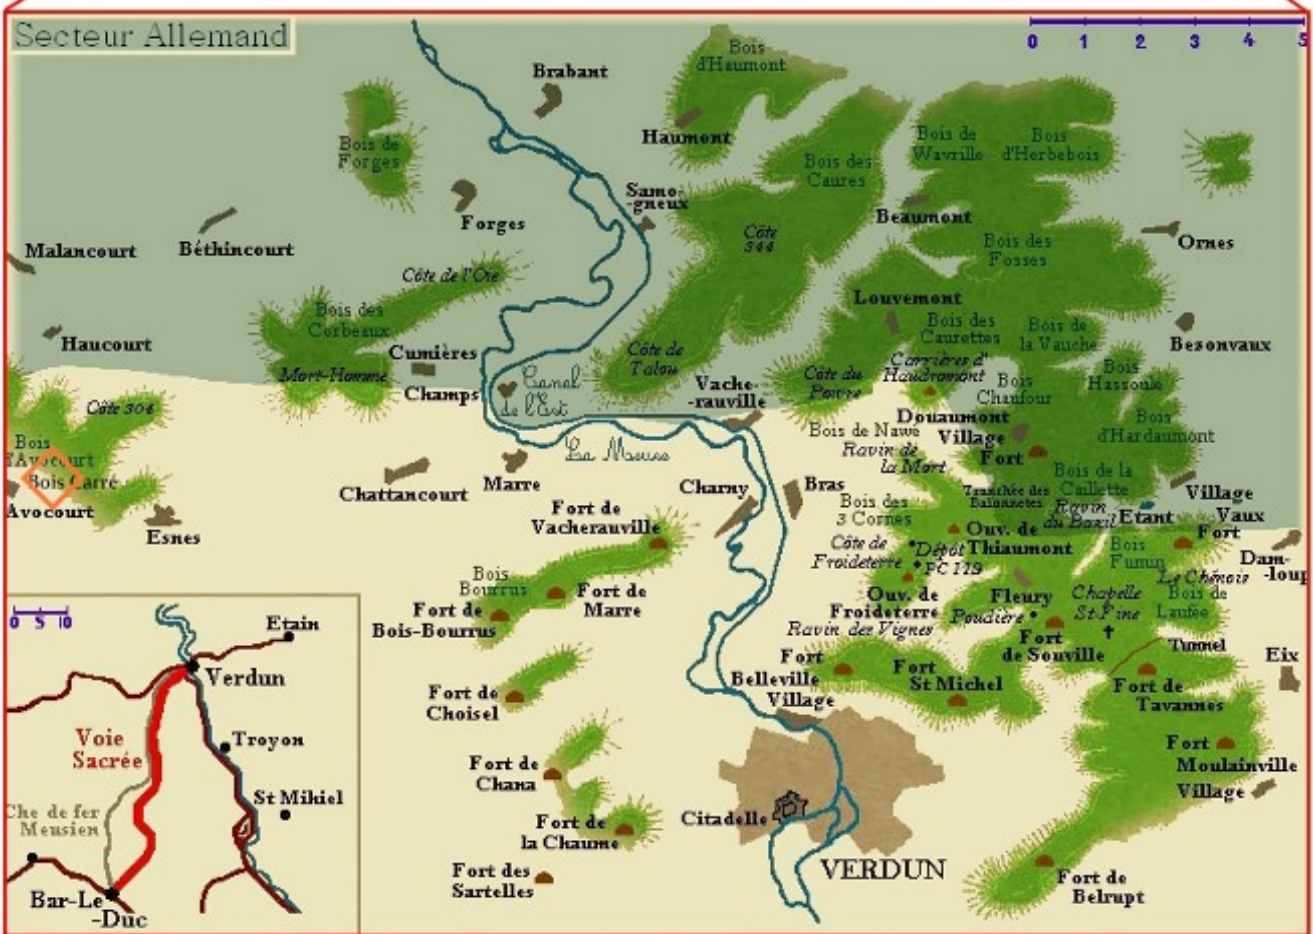 Secteur Allemand
0 1 2 3 4 5
Bois
d'Haumont
Brabant
Haumont
Bois de
Forges
Bois de
Wavrille
Bois
d'Herbebois
Bois des
Caures
Samo-
-gneux
Forges
Beaumont
Malancourt
Béthincourt
Côte
344
Bois des
Fosses
Ornes
Côte de l'Oie
Louvemont
Bois des
Corbeaux
Bois des
Caurettes
Bois de
la Vauche
Haucourt
Cumières
Besonvaux
Mort-Homme
Côte de
Talou
Carrières d'
Haudromont
Bois
Hassoule
Champs
Canal
de l'Est
Vache-
-rauville
Côte du
Poivre
Bois
Chaufour
Côte 304
Douaumont
Village
Fort
Bois
d'Hardaumont
Bois
d'Avocourt
Bois Carré
Avocourt
La Meuse
Bois de Nawé
Ravin de
la Mort
Esnes
Chattancourt
Marre
Charny
Bras
Bois de la
Caillette
Tranchée des
Baionnettes
Ravin
du Bazil
Etant
Village
Vaux
Fort
Fort de
Vacherauville
Bois des
3 Cornes
Ouv. de
Thiaumont
Côte de
Froideterre
Dépôt
PC 119
Bois
Fumin
Dam-
-loup
Le Chénois
Bois
Bourrus
Fort de
Bois-Bourrus
Fort de
Marre
Ouv. de
Froideterre
Fleury
Poudière
Chapelle
St-Fine
Bois de
Laufée
Ravin des Vignes
Fort
de Souville
Tunnel
Eix
0 5 10
Etain
Verdun
Voie
Sacrée
Troyon
St Mikiel
Che de fer
Meusien
Bar-Le
-Duc
Fort de
Choisel
Fort
Belleville
Village
Fort
St Michel
Fort de
Tavannes
Fort de
Chana
Fort
Moulainville
Village
Fort de
la Chaume
Citadelle
VERDUN
Fort des
Sartelles
Fort de
Belrupt